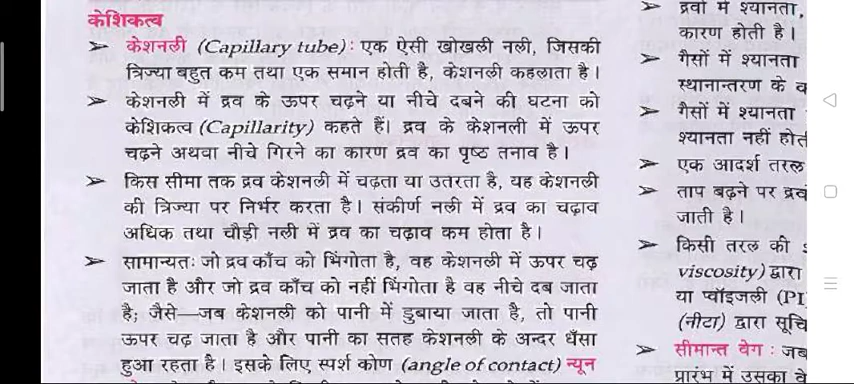 केशिकत्व
➤ केशनली (Capillary tube) : एक ऐसी खोखली नली, जिसकी
त्रिज्या बहुत कम तथा एक समान होती है, केशनली कहलाता है।
➤ केशनली में द्रव के ऊपर चढ़ने या नीचे दबने की घटना को
केशिकत्व (Capillarity) कहते हैं। द्रव के केशनली में ऊपर
चढ़ने अथवा नीचे गिरने का कारण द्रव का पृष्ठ तनाव है।
➤ किस सीमा तक द्रव केशनली में चढ़ता या उतरता है, यह केशनली
की त्रिज्या पर निर्भर करता है। संकीर्ण नली में द्रव का चढ़ाव
अधिक तथा चौड़ी नली में द्रव का चढ़ाव कम होता है।
➤ सामान्यतः जो द्रव काँच को भिंगोता है, वह केशनली में ऊपर चढ़
जाता है और जो द्रव काँच को नहीं भिंगोता है वह नीचे दब जाता
है; जैसे—जब केशनली को पानी में डुबाया जाता है, तो पानी
ऊपर चढ़ जाता है और पानी का सतह केशनली के अन्दर धँसा
हुआ रहता है। इसके लिए स्पर्श कोण (angle of contact) न्यून
➤ द्रवों में श्यानता,
कारण होती है।
➤ गैसों में श्यानता
स्थानान्तरण के
➤ गैसों में श्यानता
श्यानता नहीं
➤ एक आदर्श तरल
➤ ताप बढ़ने पर
जाती है।
➤ किसी तरल की
viscosity) द्वारा
या प्वॉइजली (PI
(नीटा) द्वारा
➤ सीमान्त वेग : जब
प्रारंभ में उसका